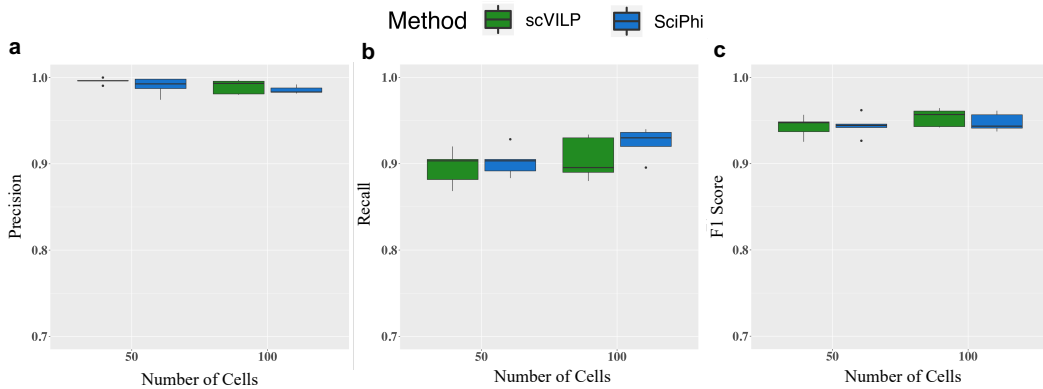 Method scVILP SciPhi
a
1.0
0.9
0.8
0.7
Precision
50 100
Number of Cells
b
1.0
0.9
0.8
0.7
Recall
50 100
Number of Cells
c
1.0
0.9
0.8
0.7
F1 Score
50 100
Number of Cells